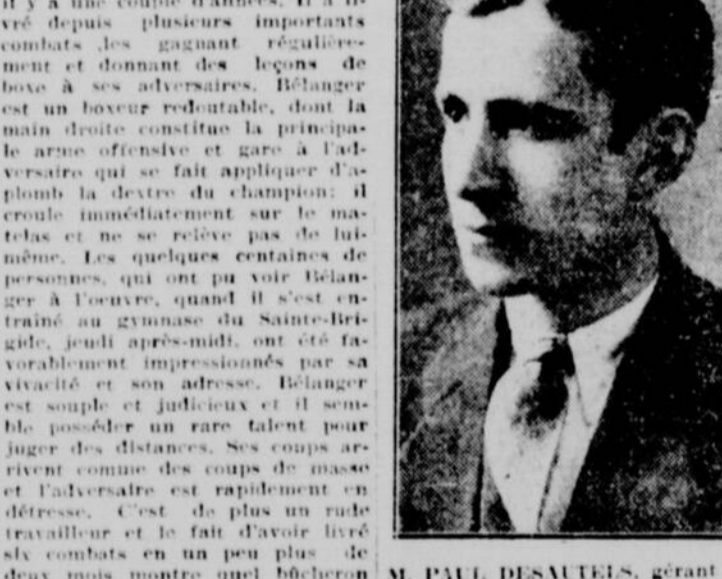 il y a une couple d'années. Il a li-
vré depuis plusieurs importants
combats ,les gagnant régulière-
ment et donnant des leçons de
boxe à ses adversaires. Bélanger
est un boxeur redoutable, dont la
main droite constitue la principa-
le arme offensive et gare à l'ad-
versaire qui se fait appliquer d'a-
plomb la dextre du champion; il
croule immédiatement sur le ma-
telas et ne se relève pas de lui-
même. Les quelques centaines de
personnes, qui ont pu voir Bélan-
ger à l'oeuvre, quand il s'est en-
traîné au gymnase du Sainte-Bri-
gide, jeudi après-midi, ont été fa-
vorablement impressionnés par sa
vivacité et son adresse. Bélanger
est souple et judicieux et il sem-
ble posséder un rare talent pour
juger des distances. Ses coups ar-
rivent comme des coups de masse
et l'adversaire est rapidement en
détresse. C'est de plus un rude
travailleur et le fait d'avoir livré
six combats en un peu plus de
deux mois montre quel bûcheron
M. PAUL DESAUTELS, gérant